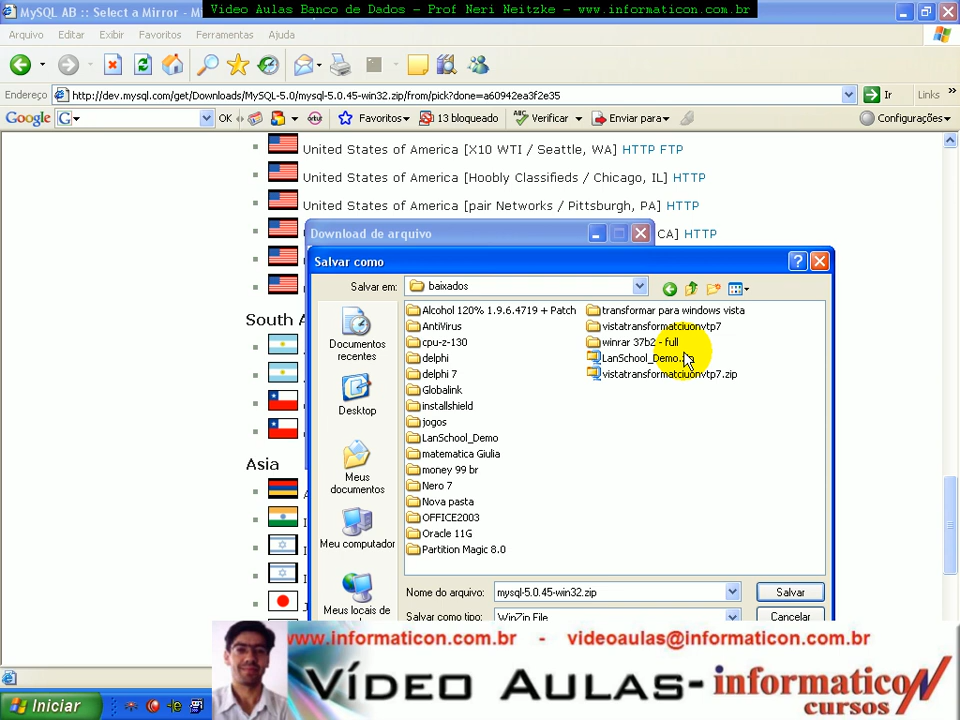 MySQL AB :: Select a Mirror - M
Video Aulas Banco de Dados - Prof Neri Neitzke - www.informaticon.com.br
Arquivo Editar Exibir Favoritos Ferramentas Ajuda
Endereço http://dev.mysql.com/get/Downloads/MySQL-5.0/mysql-5.0.45-win32.zip/from/pick?done=a60942ea3f2e35 Ir Links »
Google G OK Favoritos 13 bloqueado Verificar Enviar para Configurações
United States of America [X10 WTI / Seattle, WA] HTTP FTP
United States of America [Hoobly Classifieds / Chicago, IL] HTTP
United States of America [pair Networks / Pittsburgh, PA] HTTP
CA] HTTP
South A
Asia
Download de arquivo
Salvar como
Salvar em: baixados
Documentos recentes
Desktop
Meus documentos
Meu computador
Meus locais de
Alcohol 120% 1.9.6.4719 + Patch
AntiVirus
cpu-z-130
delphi
delphi 7
Globalink
installshield
jogos
LanSchool_Demo
matematica Giulia
money 99 br
Nero 7
Nova pasta
OFFICE2003
Oracle 11G
Partition Magic 8.0
transformar para windows vista
vistatransformatciuonvtp7
winrar 37b2 - full
LanSchool_Demo
vistatransformatciuonvtp7.zip
Nome do arquivo: mysql-5.0.45-win32.zip Salvar
Salvar como tipo: WinZip File Cancelar
www.informaticon.com.br - videoaulas@informatico.com.br
Vídeo Aulas- informaticon
cursos
Iniciar